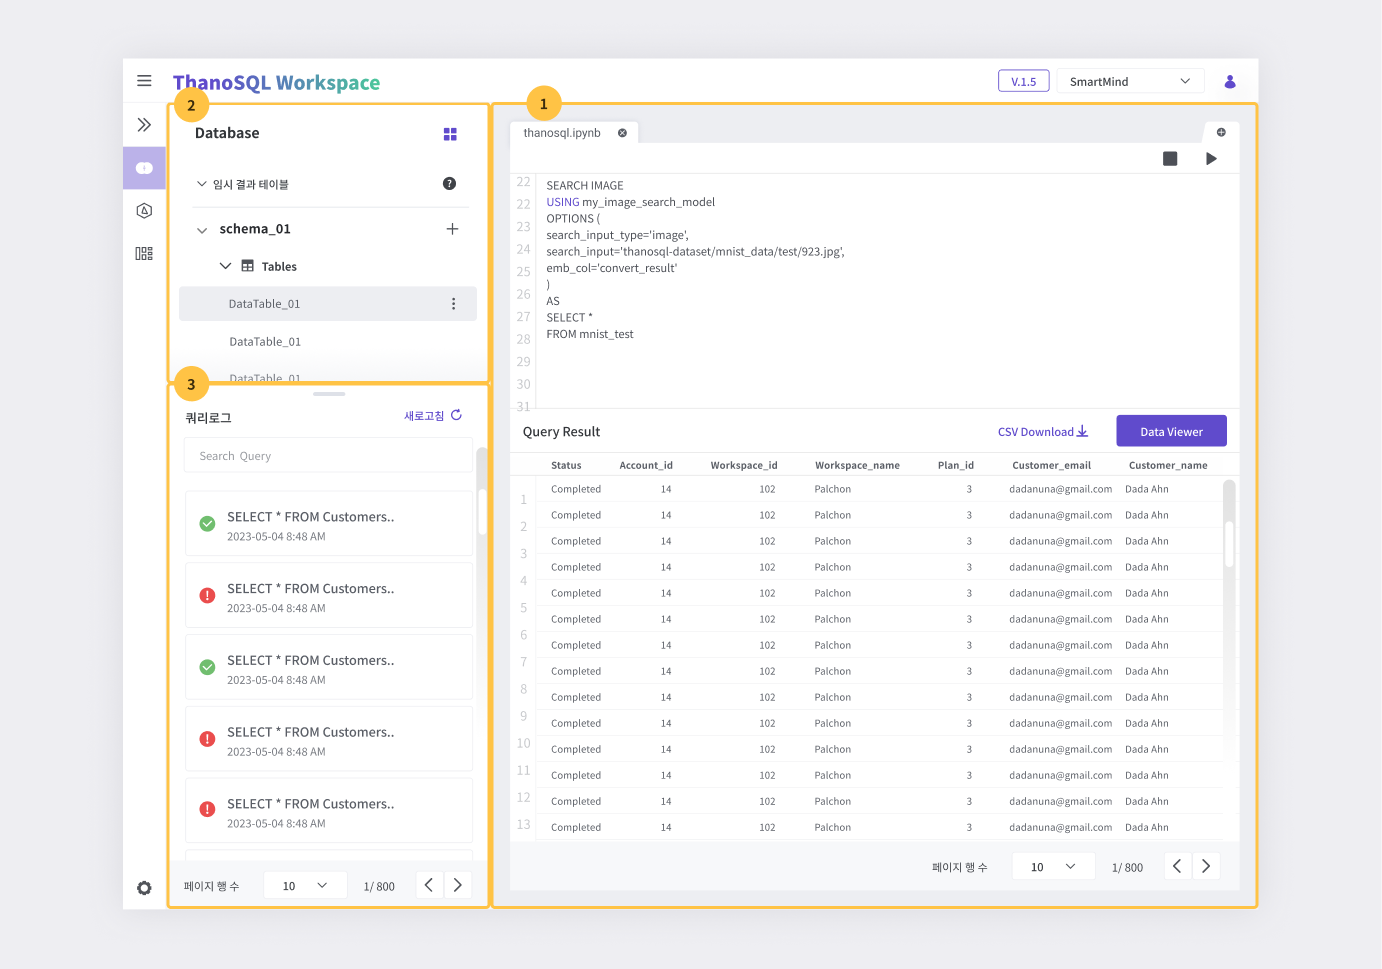 ThanoSQL Workspace
V.1.5
SmartMind
2
Database
임시 결과 테이블
?
schema_01
Tables
DataTable_01
DataTable_01
DataTable_01
3
쿼리로그
새로고침
Search Query
SELECT * FROM Customers..
2023-05-04 8:48 AM
SELECT * FROM Customers..
2023-05-04 8:48 AM
SELECT * FROM Customers..
2023-05-04 8:48 AM
SELECT * FROM Customers..
2023-05-04 8:48 AM
SELECT * FROM Customers..
2023-05-04 8:48 AM
페이지 행 수
10
1/ 800
1
thanosql.ipynb
22
22
23
24
25
26
27
28
29
30
31
SEARCH IMAGE
USING my_image_search_model
OPTIONS (
search_input_type='image',
search_input='thanosql-dataset/mnist_data/test/923.jpg',
emb_col='convert_result'
)
AS
SELECT *
FROM mnist_test
Query Result
CSV Download
Data Viewer
Status Account_id Workspace_id Workspace_name Plan_id Customer_email Customer_name
1 Completed 14 102 Palchon 3 dadanuna@gmail.com Dada Ahn
2 Completed 14 102 Palchon 3 dadanuna@gmail.com Dada Ahn
3 Completed 14 102 Palchon 3 dadanuna@gmail.com Dada Ahn
4 Completed 14 102 Palchon 3 dadanuna@gmail.com Dada Ahn
5 Completed 14 102 Palchon 3 dadanuna@gmail.com Dada Ahn
6 Completed 14 102 Palchon 3 dadanuna@gmail.com Dada Ahn
7 Completed 14 102 Palchon 3 dadanuna@gmail.com Dada Ahn
8 Completed 14 102 Palchon 3 dadanuna@gmail.com Dada Ahn
9 Completed 14 102 Palchon 3 dadanuna@gmail.com Dada Ahn
10 Completed 14 102 Palchon 3 dadanuna@gmail.com Dada Ahn
11 Completed 14 102 Palchon 3 dadanuna@gmail.com Dada Ahn
12 Completed 14 102 Palchon 3 dadanuna@gmail.com Dada Ahn
13 Completed 14 102 Palchon 3 dadanuna@gmail.com Dada Ahn
Completed 14 102 Palchon 3 dadanuna@gmail.com Dada Ahn
페이지 행 수
10
1/ 800